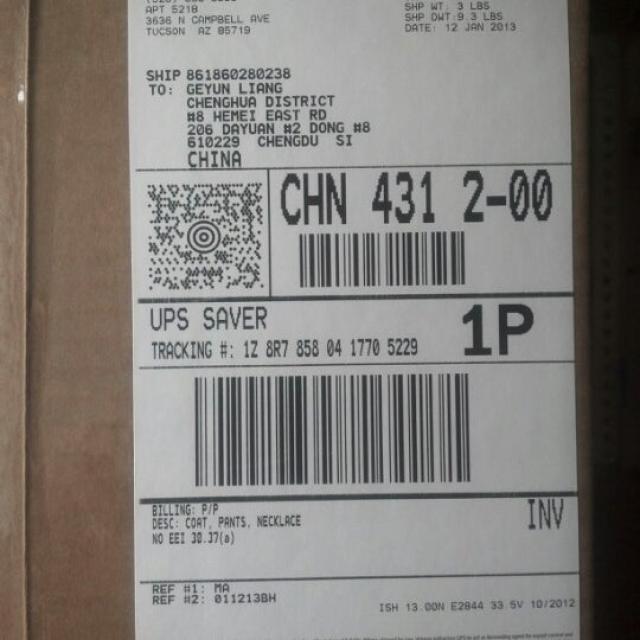 APT 5218
3636 N CAMPBELL AVE
TUCSON AZ 85719
SHP WT: 3 LBS
SHP DWT: 9.3 LBS
DATE: 12 JAN 2013
SHIP 861860280238
TO: GEYUN LIANG
CHENGHUA DISTRICT
#8 HEMEI EAST RD
206 DAYUAN #2 DONG #8
610229 CHENGDU SI
CHINA
CHN 431 2-00
UPS SAVER
TRACKING #: 1Z 8R7 858 04 1770 5229
1P
BILLING: P/P
DESC: COAT, PANTS, NECKLACE
NO EEI 30.37(a)
INV
REF #1: MA
REF #2: 011213BH
ISH 13.00N E2844 33.5V 10/2012